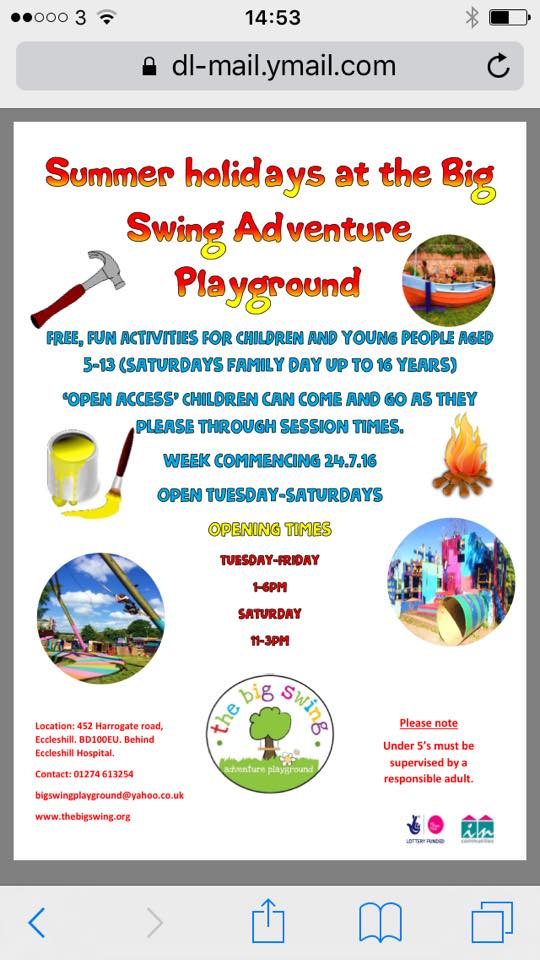 3
14:53
dl-mail.ymail.com
Summer holidays at the Big
Swing Adventure
Playground
FREE, FUN ACTIVITIES FOR CHILDREN AND YOUNG PEOPLE AGED
5-13 (SATURDAYS FAMILY DAY UP TO 16 YEARS)
'OPEN ACCESS' CHILDREN CAN COME AND GO AS THEY
PLEASE THROUGH SESSION TIMES.
WEEK COMMENCING 24.7.16
OPEN TUESDAY-SATURDAYS
OPENING TIMES
TUESDAY-FRIDAY
1-6PM
SATURDAY
11-3PM
Location: 452 Harrogate road,
Eccleshill. BD100EU. Behind
Eccleshill Hospital.
Contact: 01274 613254
bigswingplayground@yahoo.co.uk
www.thebigswing.org
the big swing
adventure playground
Please note
Under 5's must be
supervised by a
responsible adult.
LOTTERY FUNDED
in
communities